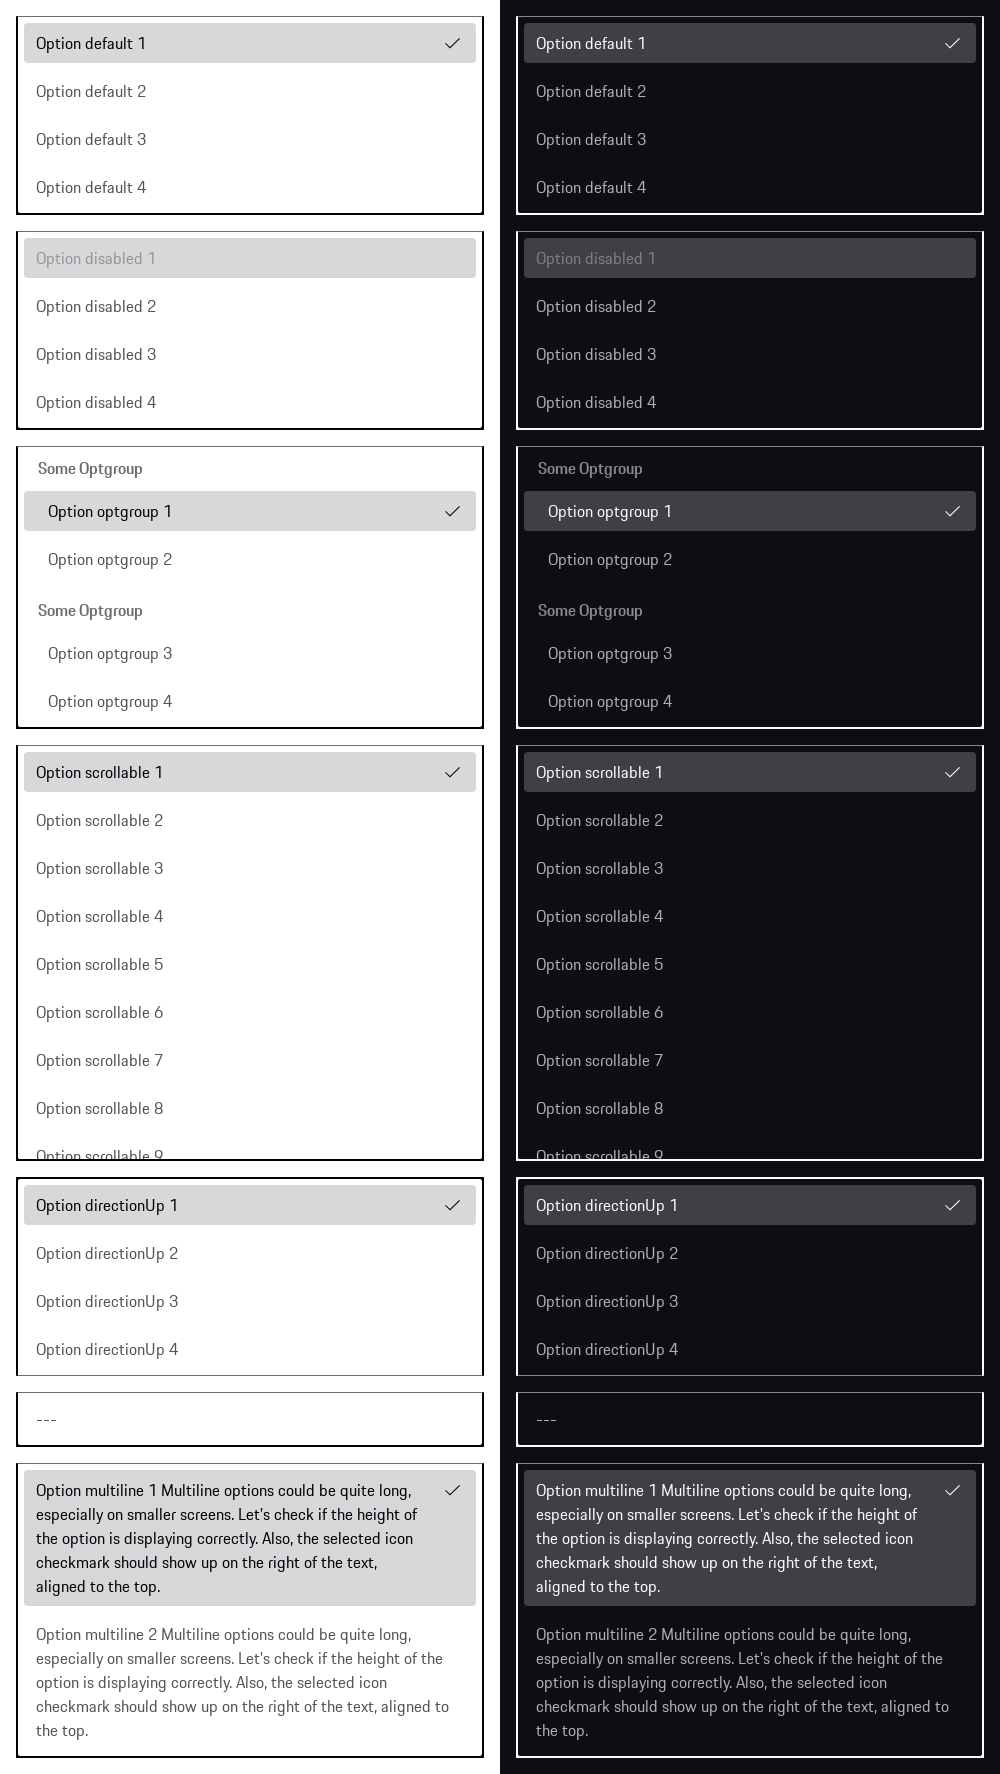 Option default 1
Option default 2
Option default 3
Option default 4
Option disabled 1
Option disabled 2
Option disabled 3
Option disabled 4
Some Optgroup
Option optgroup 1
Option optgroup 2
Some Optgroup
Option optgroup 3
Option optgroup 4
Option scrollable 1
Option scrollable 2
Option scrollable 3
Option scrollable 4
Option scrollable 5
Option scrollable 6
Option scrollable 7
Option scrollable 8
Option scrollable 9
Option directionUp 1
Option directionUp 2
Option directionUp 3
Option directionUp 4
---
Option multiline 1 Multiline options could be quite long,
especially on smaller screens. Let's check if the height of
the option is displaying correctly. Also, the selected icon
checkmark should show up on the right of the text,
aligned to the top.
Option multiline 2 Multiline options could be quite long,
especially on smaller screens. Let's check if the height of the
option is displaying correctly. Also, the selected icon
checkmark should show up on the right of the text, aligned to
the top.
Option default 1
Option default 2
Option default 3
Option default 4
Option disabled 1
Option disabled 2
Option disabled 3
Option disabled 4
Some Optgroup
Option optgroup 1
Option optgroup 2
Some Optgroup
Option optgroup 3
Option optgroup 4
Option scrollable 1
Option scrollable 2
Option scrollable 3
Option scrollable 4
Option scrollable 5
Option scrollable 6
Option scrollable 7
Option scrollable 8
Option scrollable 9
Option directionUp 1
Option directionUp 2
Option directionUp 3
Option directionUp 4
---
Option multiline 1 Multiline options could be quite long,
especially on smaller screens. Let's check if the height of
the option is displaying correctly. Also, the selected icon
checkmark should show up on the right of the text,
aligned to the top.
Option multiline 2 Multiline options could be quite long,
especially on smaller screens. Let's check if the height of the
option is displaying correctly. Also, the selected icon
checkmark should show up on the right of the text, aligned to
the top.